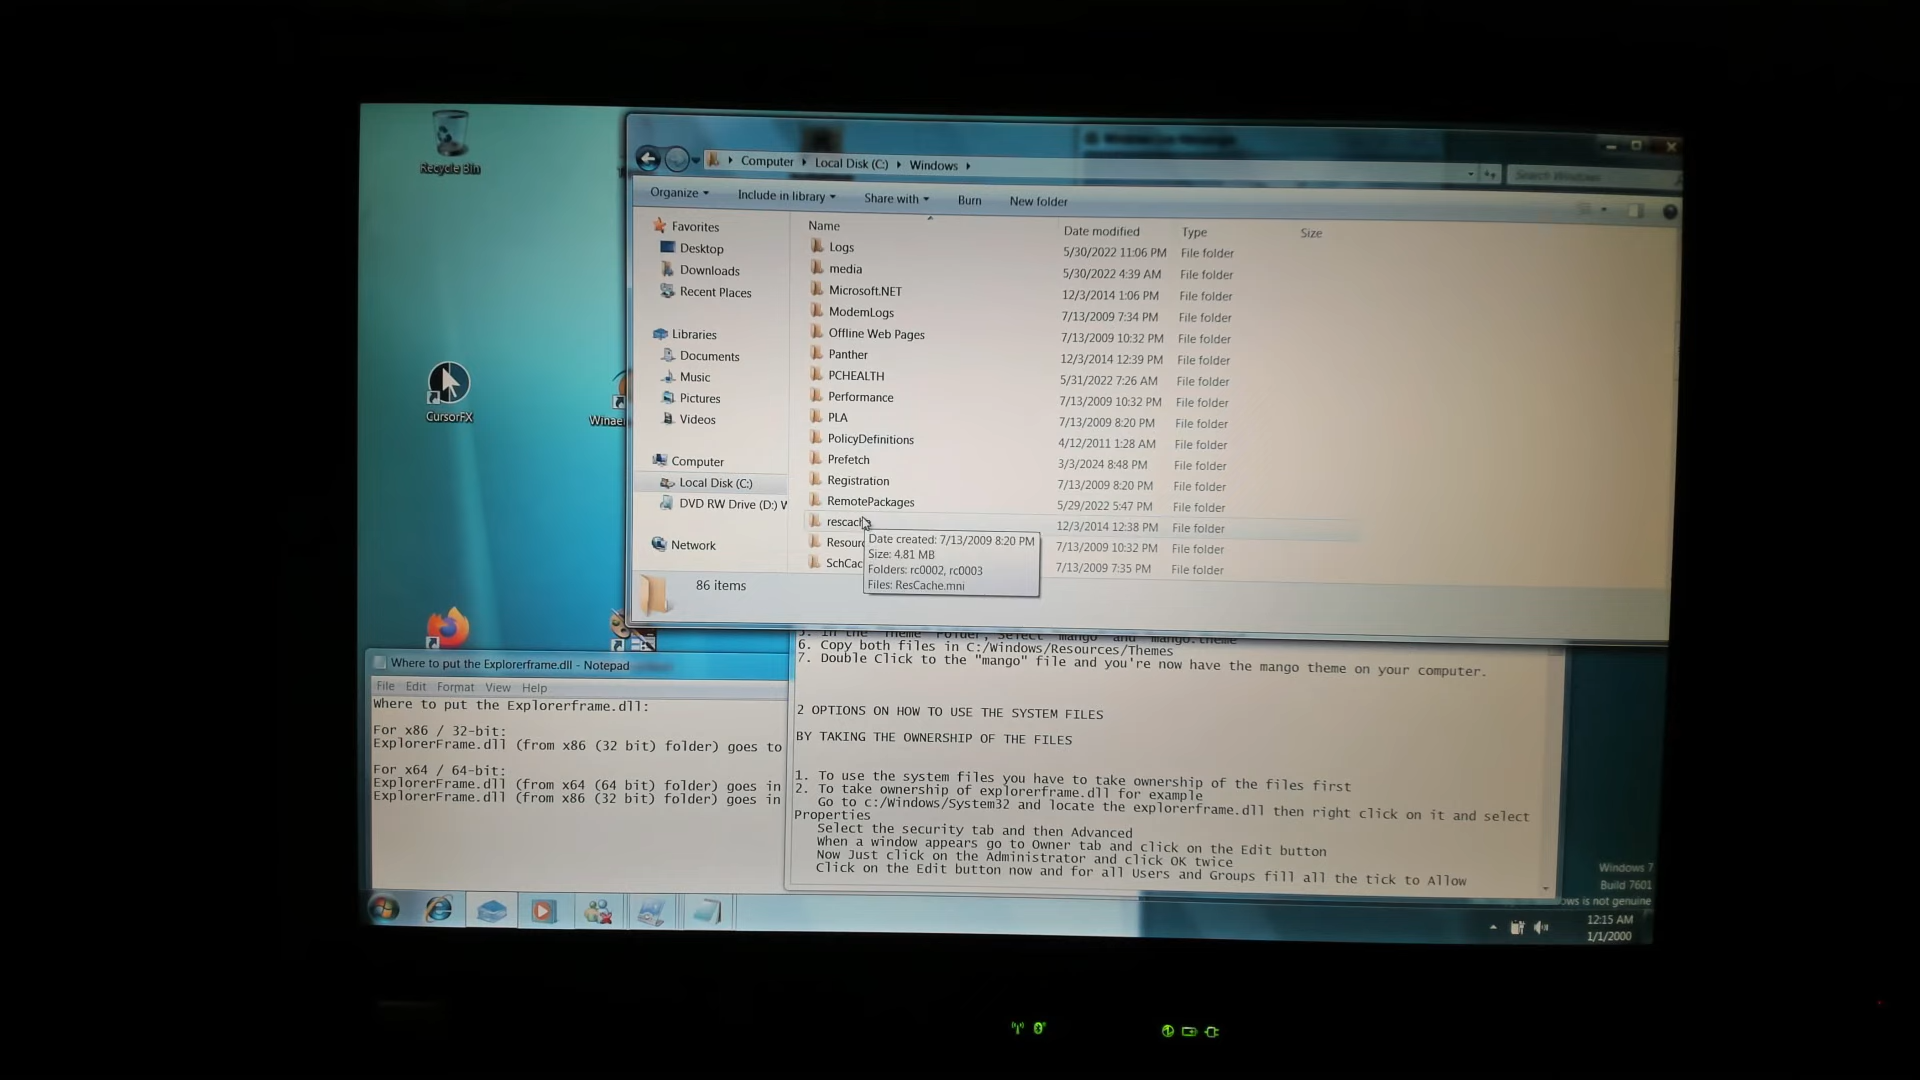 Recycle Bin
CursorFX
Winae
Computer Local Disk (C:) Windows
Search Windows
Organize Include in library Share with Burn New folder
Favorites
Desktop
Downloads
Recent Places
Libraries
Documents
Music
Pictures
Videos
Computer
Local Disk (C:)
DVD RW Drive (D:) W
Network
Name Date modified Type Size
Logs 5/30/2022 11:06 PM File folder
media 5/30/2022 4:39 AM File folder
Microsoft.NET 12/3/2014 1:06 PM File folder
ModemLogs 7/13/2009 7:34 PM File folder
Offline Web Pages 7/13/2009 10:32 PM File folder
Panther 12/3/2014 12:39 PM File folder
PCHEALTH 5/31/2022 7:26 AM File folder
Performance 7/13/2009 10:32 PM File folder
PLA 7/13/2009 8:20 PM File folder
PolicyDefinitions 4/12/2011 1:28 AM File folder
Prefetch 3/3/2024 8:48 PM File folder
Registration 7/13/2009 8:20 PM File folder
RemotePackages 5/29/2022 5:47 PM File folder
rescache 12/3/2014 12:38 PM File folder
Resourc 7/13/2009 10:32 PM File folder
SchCac 7/13/2009 7:35 PM File folder
Date created: 7/13/2009 8:20 PM
Size: 4.81 MB
Folders: rc0002, rc0003
Files: ResCache.mni
86 items
Where to put the Explorerframe.dll - Notepad
File Edit Format View Help
Where to put the Explorerframe.dll:
For x86 / 32-bit:
ExplorerFrame.dll (from x86 (32 bit) folder) goes to
For x64 / 64-bit:
ExplorerFrame.dll (from x64 (64 bit) folder) goes in
ExplorerFrame.dll (from x86 (32 bit) folder) goes in
5. In the "Theme" Folder, Select "mango" and "mango.theme"
6. Copy both files in C:/Windows/Resources/Themes
7. Double Click to the "mango" file and you're now have the mango theme on your computer.
2 OPTIONS ON HOW TO USE THE SYSTEM FILES
BY TAKING THE OWNERSHIP OF THE FILES
1. To use the system files you have to take ownership of the files first
2. To take ownership of explorerframe.dll for example
Go to c:/Windows/System32 and locate the explorerframe.dll then right click on it and select
Properties
Select the security tab and then Advanced
When a window appears go to Owner tab and click on the Edit button
Now Just click on the Administrator and click OK twice
Click on the Edit button now and for all Users and Groups fill all the tick to Allow
Windows 7
Build 7601
ows is not genuine
12:15 AM
1/1/2000